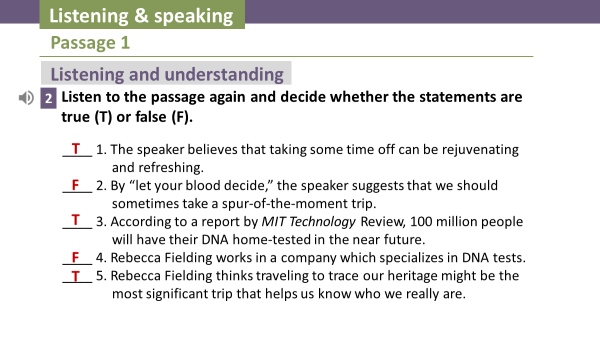 Listening & speaking
Passage 1
Listening and understanding
2 Listen to the passage again and decide whether the statements are
true (T) or false (F).
T 1. The speaker believes that taking some time off can be rejuvenating
and refreshing.
F 2. By “let your blood decide,” the speaker suggests that we should
sometimes take a spur-of-the-moment trip.
T 3. According to a report by MIT Technology Review, 100 million people
will have their DNA home-tested in the near future.
F 4. Rebecca Fielding works in a company which specializes in DNA tests.
T 5. Rebecca Fielding thinks traveling to trace our heritage might be the
most significant trip that helps us know who we really are.